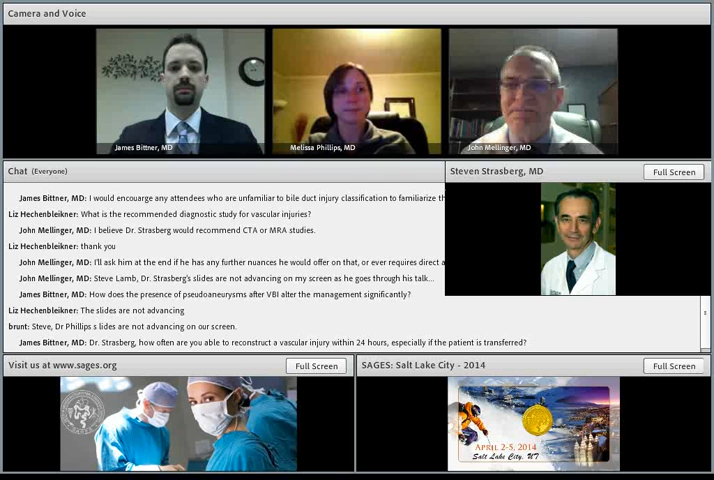 Camera and Voice
James Bittner, MD
Melissa Phillips, MD
John Mellinger, MD
Chat (Everyone)
James Bittner, MD: I would encouarge any attendees who are unfamiliar to bile duct injury classification to familiarize th
Liz Hechenbleikner: What is the recommended diagnostic study for vascular injuries?
John Mellinger, MD: I believe Dr. Strasberg would recommend CTA or MRA studies.
Liz Hechenbleikner: thank you
John Mellinger, MD: I'll ask him at the end if he has any further nuances he would offer on that, or ever requires direct a
John Mellinger, MD: Steve Lamb, Dr. Strasberg's slides are not advancing on my screen as he goes through his talk...
James Bittner, MD: How does the presence of pseudoaneurysms after VBI alter the management significantly?
Liz Hechenbleikner: The slides are not advancing
brunt: Steve, Dr Phillips s lides are not advancing on our screen.
James Bittner, MD: Dr. Strasberg, how often are you able to reconstruct a vascular injury within 24 hours, especially if the patient is transferred?
Steven Strasberg, MD
Full Screen
Visit us at www.sages.org
Full Screen
SAGES: Salt Lake City - 2014
Full Screen
APRIL 2-5, 2014
Salt Lake City, UT